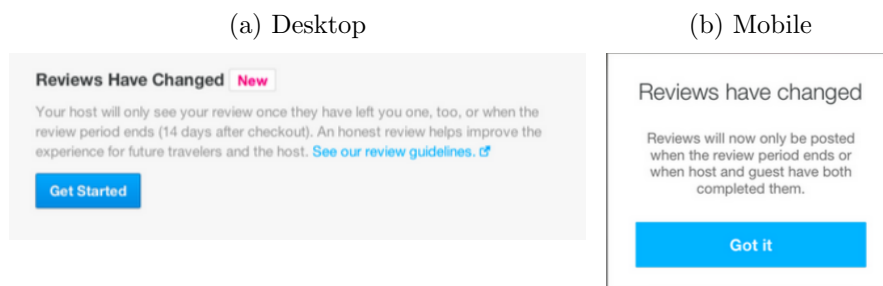 (a) Desktop
Reviews Have Changed New
Your host will only see your review once they have left you one, too, or when the
review period ends (14 days after checkout). An honest review helps improve the
experience for future travelers and the host. See our review guidelines.
Get Started
(b) Mobile
Reviews have changed
Reviews will now only be posted
when the review period ends or
when host and guest have both
completed them.
Got it